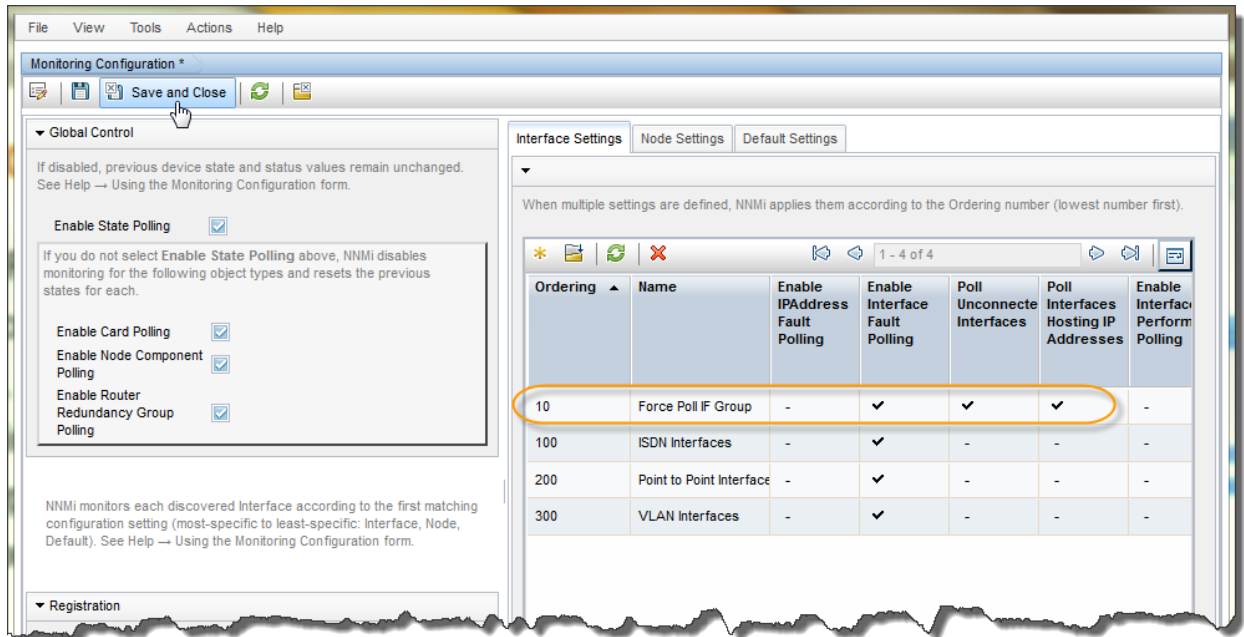 File View Tools Actions Help
Monitoring Configuration *
Save and Close
Global Control
If disabled, previous device state and status values remain unchanged.
See Help → Using the Monitoring Configuration form.
Enable State Polling
If you do not select Enable State Polling above, NNMi disables
monitoring for the following object types and resets the previous
states for each.
Enable Card Polling
Enable Node Component
Polling
Enable Router
Redundancy Group
Polling
NNMi monitors each discovered Interface according to the first matching
configuration setting (most-specific to least-specific: Interface, Node,
Default). See Help → Using the Monitoring Configuration form.
Registration
Interface Settings Node Settings Default Settings
When multiple settings are defined, NNMi applies them according to the Ordering number (lowest number first).
1 - 4 of 4
Ordering Name Enable Enable Poll Poll Enable
IPAddress Interface Unconnecte Interfaces Interfac
Fault Fault Interfaces Hosting IP Perform
Polling Polling Addresses Polling
10 Force Poll IF Group - ✔ ✔ ✔ -
100 ISDN Interfaces - ✔ - - -
200 Point to Point Interface - ✔ - - -
300 VLAN Interfaces - ✔ - - -